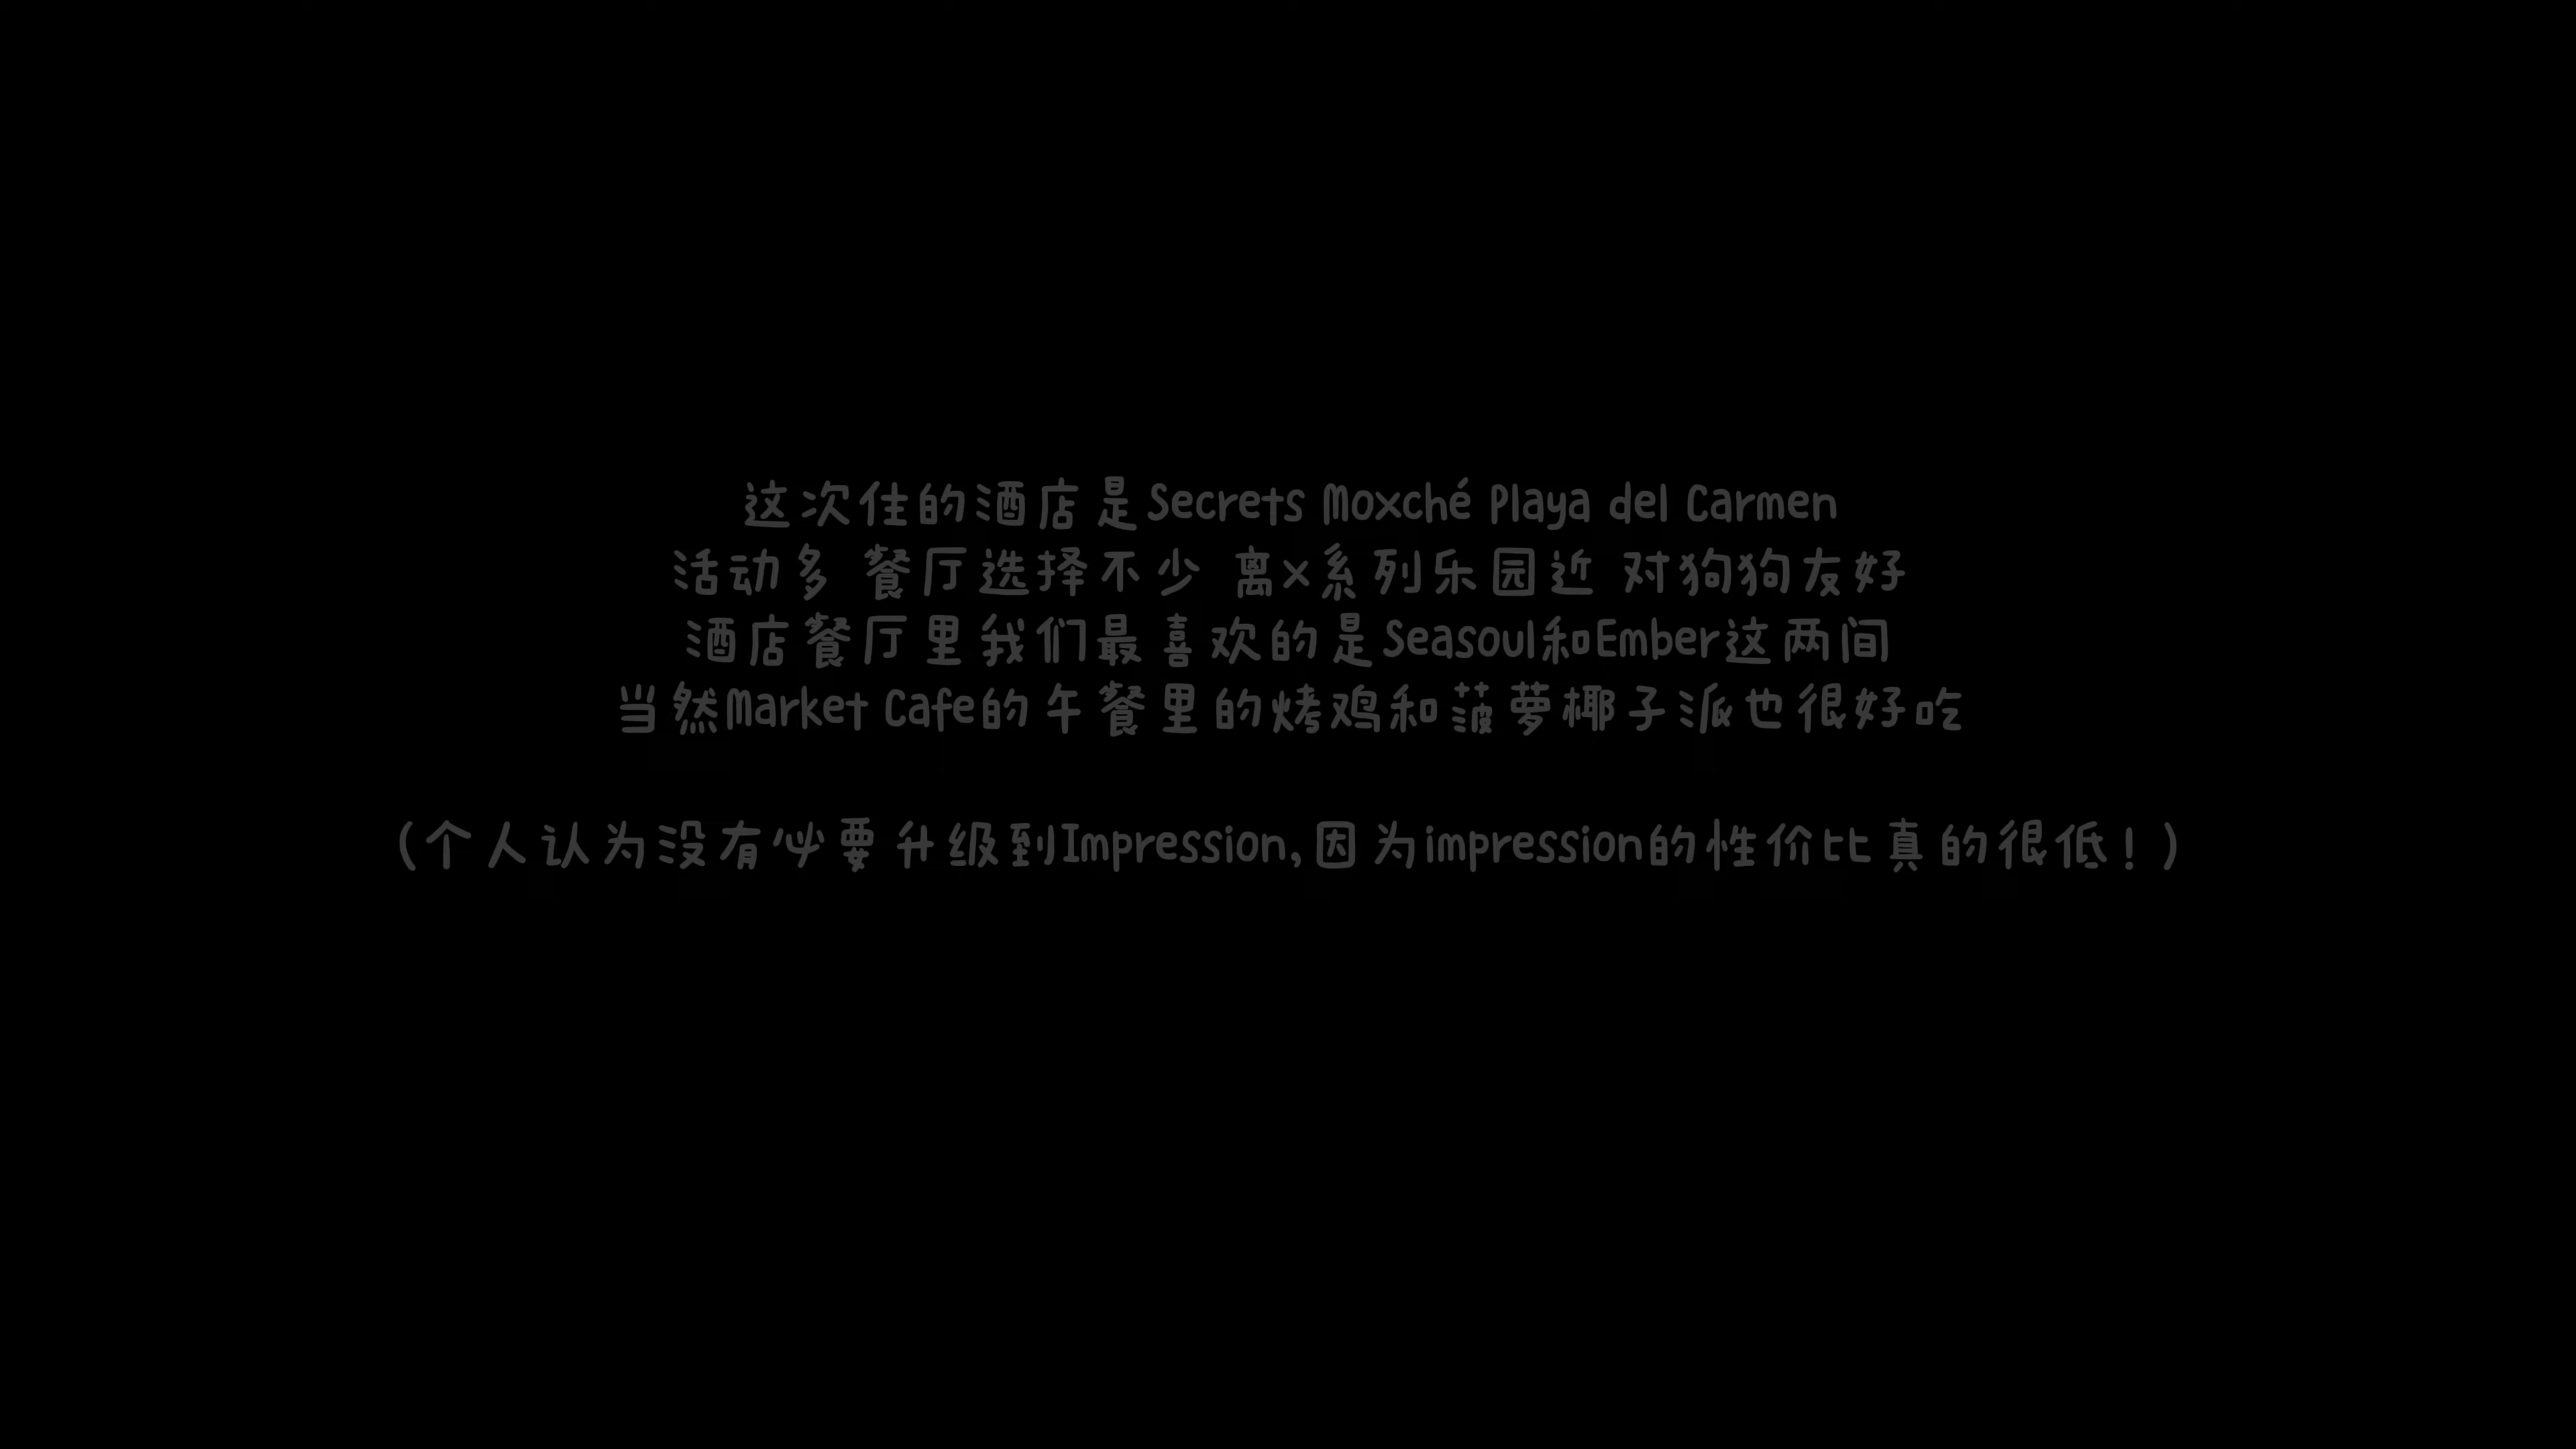 这次住的酒店是Secrets Moxché Playa del Carmen
活动多 餐厅选择不少 离x系列乐园近 对狗狗友好
酒店餐厅里我们最喜欢的是Seasoul和Ember这两间
当然Market Cafe的午餐里的烤鸡和菠萝椰子派也很好吃
(个人认为没有必要升级到Impression,因为impression的性价比真的很低!)